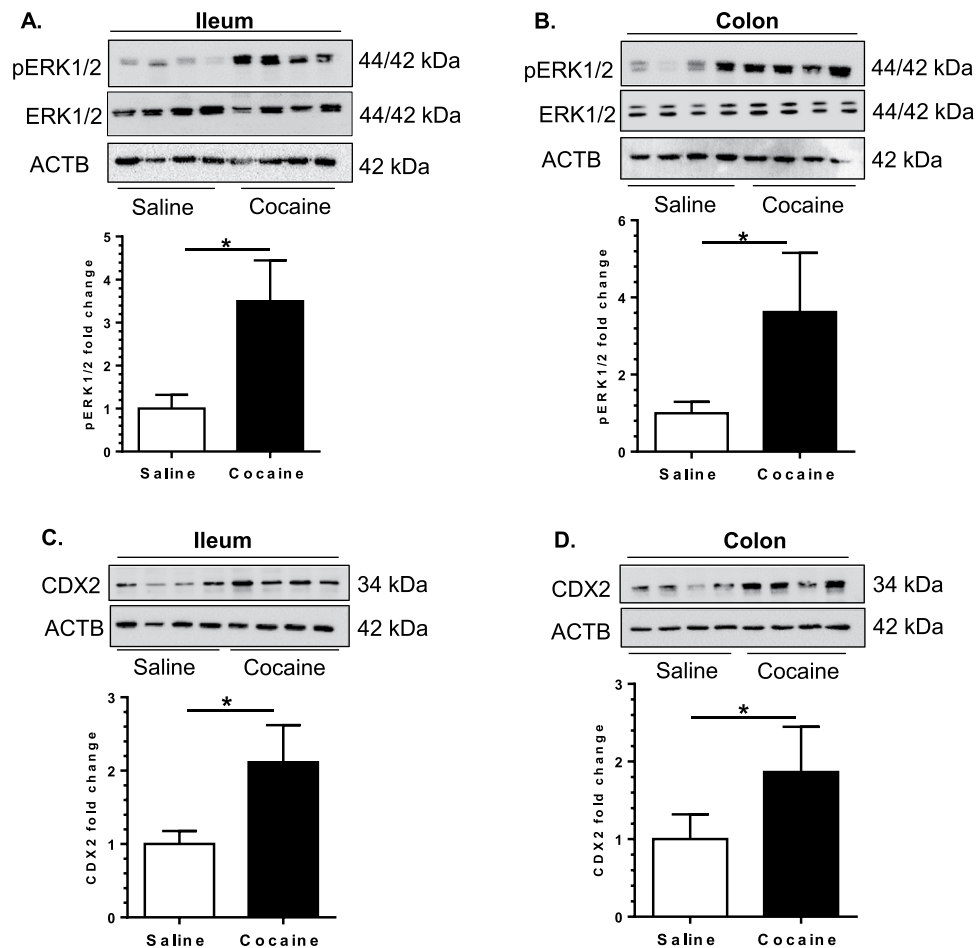 A.
Ileum
pERK1/2
44/42 kDa
ERK1/2
44/42 kDa
ACTB
42 kDa
Saline
Cocaine
*
pERK1/2 fold change
5
4
3
2
1
0
Saline
Cocaine
B.
Colon
pERK1/2
44/42 kDa
ERK1/2
44/42 kDa
ACTB
42 kDa
Saline
Cocaine
*
pERK1/2 fold change
6
4
2
0
Saline
Cocaine
C.
Ileum
CDX2
34 kDa
ACTB
42 kDa
Saline
Cocaine
*
CDX2 fold change
3
2
1
0
Saline
Cocaine
D.
Colon
CDX2
34 kDa
ACTB
42 kDa
Saline
Cocaine
*
CDX2 fold change
3
2
1
0
Saline
Cocaine